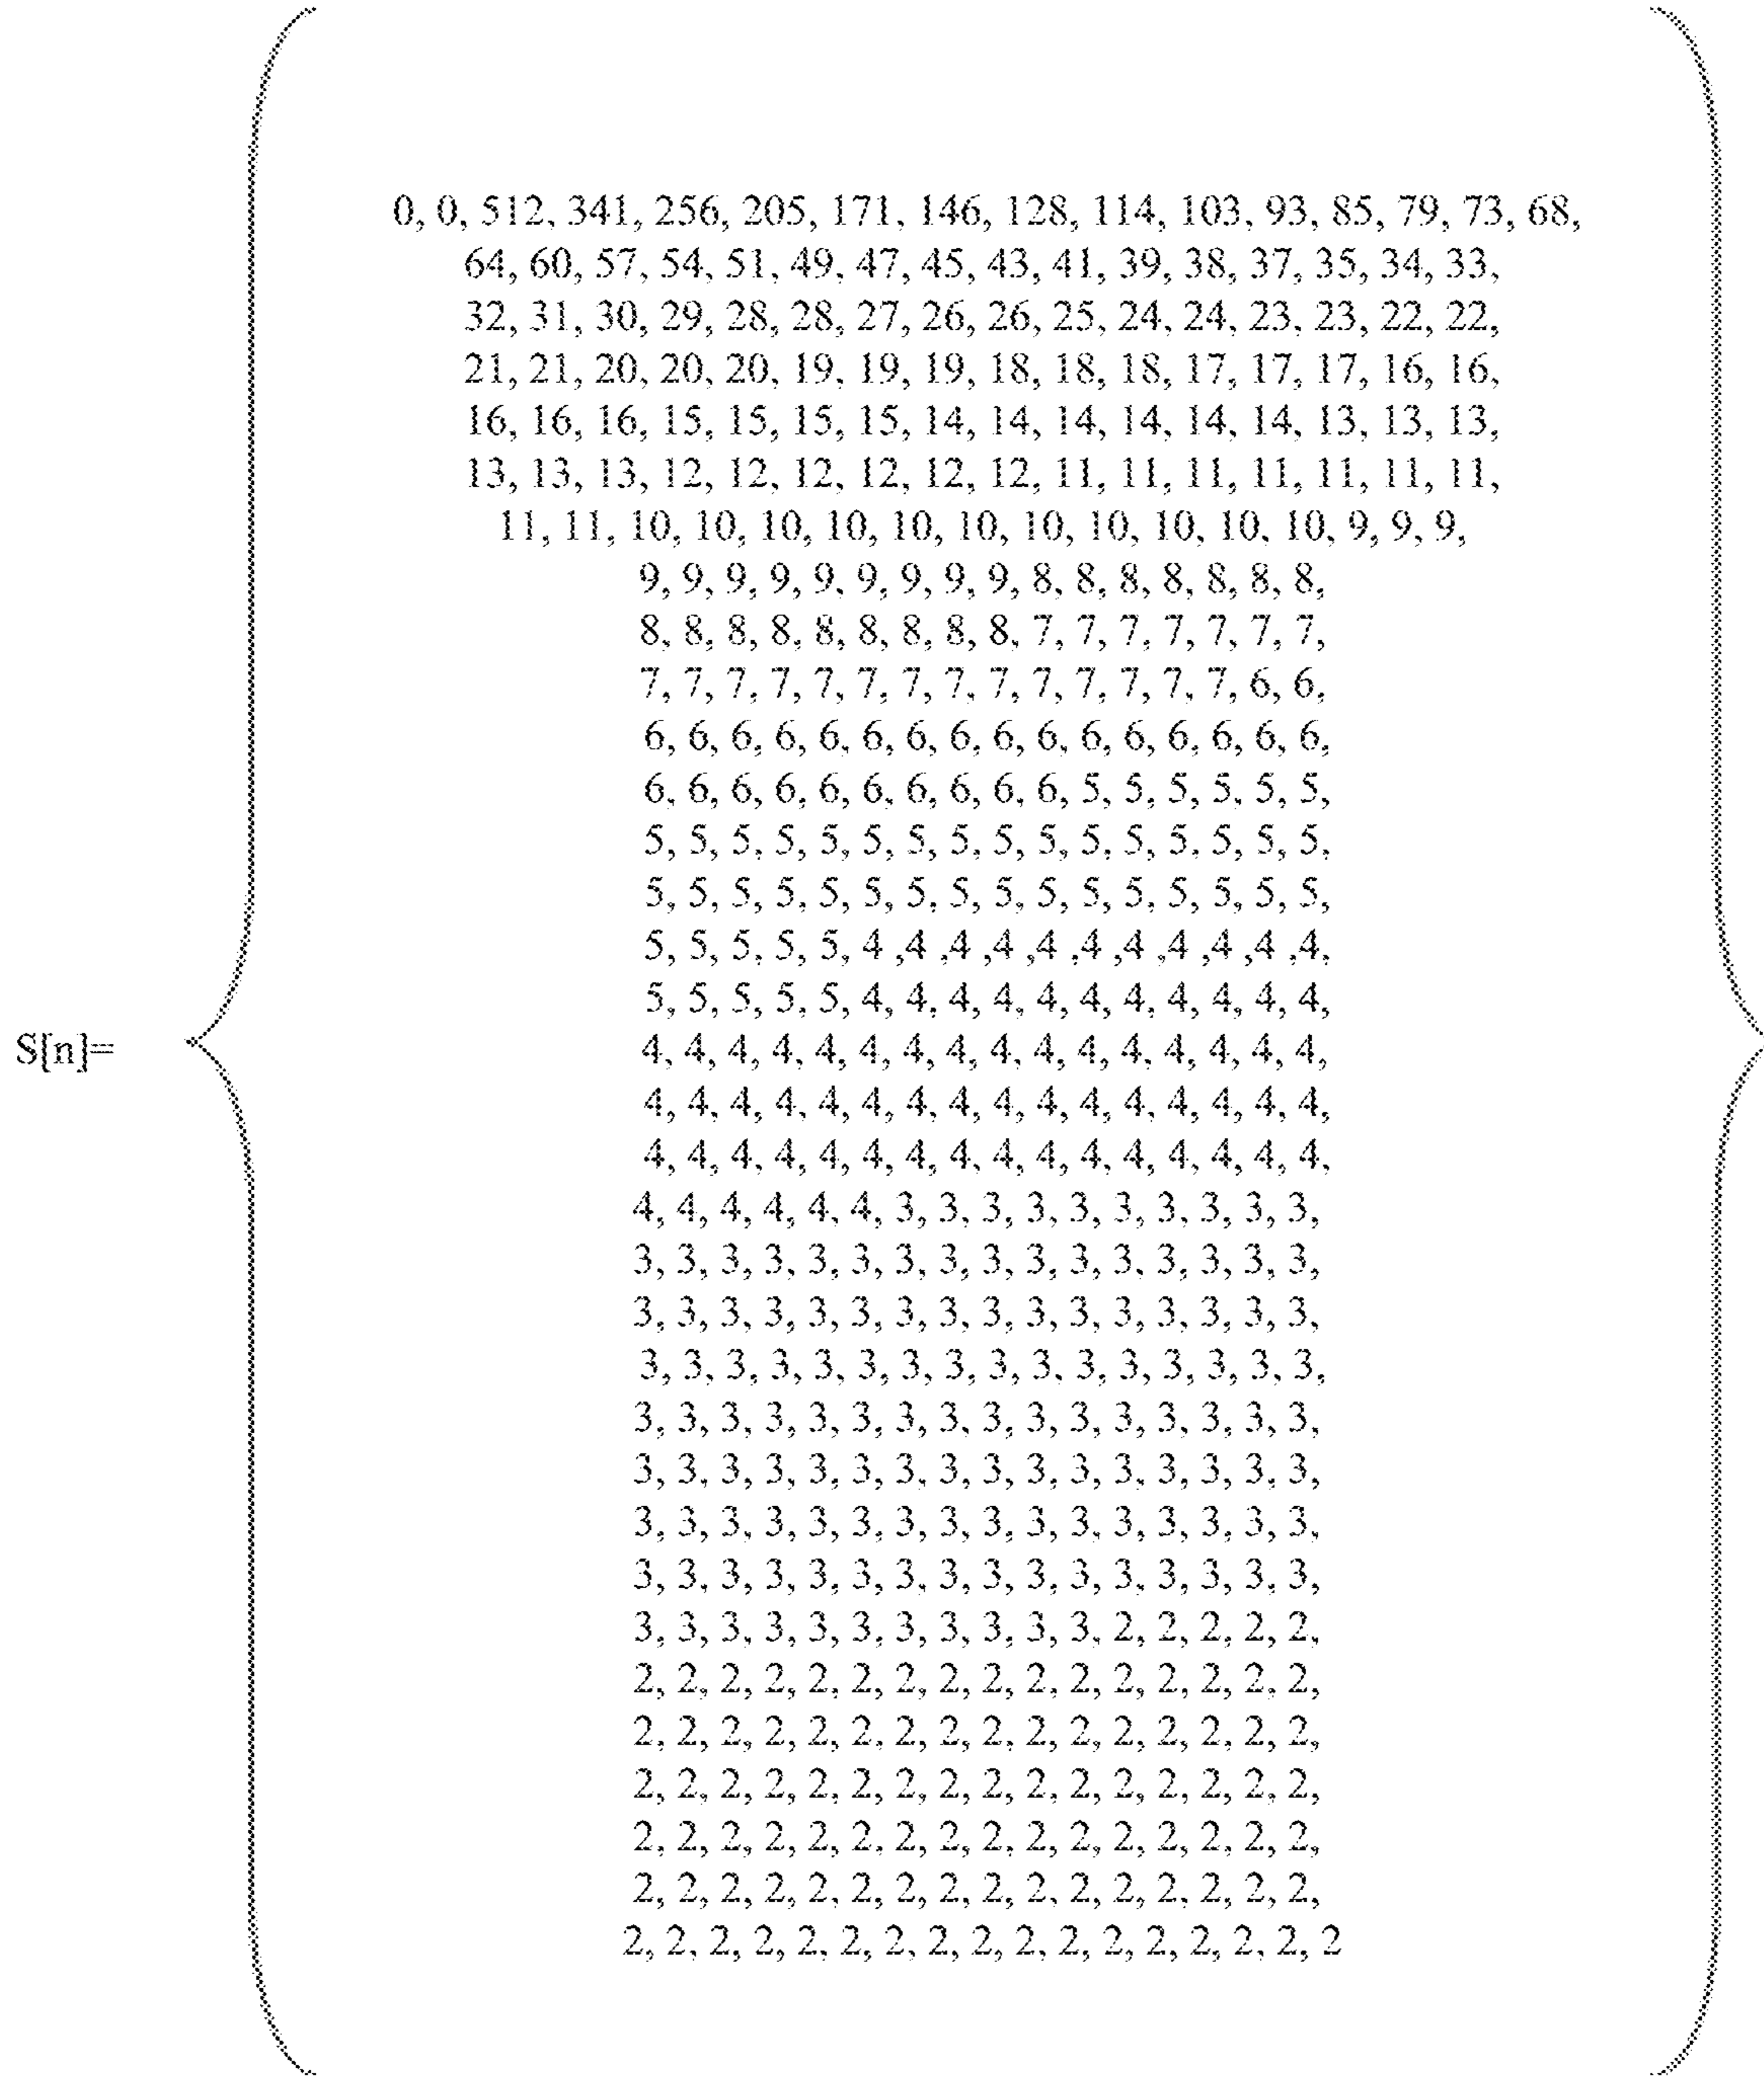 S[n]=
0, 0, 512, 341, 256, 205, 171, 146, 128, 114, 103, 93, 85, 79, 73, 68,
64, 60, 57, 54, 51, 49, 47, 45, 43, 41, 39, 38, 37, 35, 34, 33,
32, 31, 30, 29, 28, 28, 27, 26, 26, 25, 24, 24, 23, 23, 22, 22,
21, 21, 20, 20, 20, 19, 19, 19, 18, 18, 18, 17, 17, 17, 16, 16,
16, 16, 16, 15, 15, 15, 15, 14, 14, 14, 14, 14, 14, 13, 13, 13,
13, 13, 13, 12, 12, 12, 12, 12, 12, 11, 11, 11, 11, 11, 11, 11,
11, 11, 10, 10, 10, 10, 10, 10, 10, 10, 10, 10, 10, 9, 9, 9,
9, 9, 9, 9, 9, 9, 9, 9, 9, 8, 8, 8, 8, 8, 8, 8,
8, 8, 8, 8, 8, 8, 8, 8, 8, 7, 7, 7, 7, 7, 7, 7,
7, 7, 7, 7, 7, 7, 7, 7, 7, 7, 7, 7, 7, 7, 6, 6,
6, 6, 6, 6, 6, 6, 6, 6, 6, 6, 6, 6, 6, 6, 6, 6,
6, 6, 6, 6, 6, 6, 6, 6, 6, 6, 5, 5, 5, 5, 5, 5,
5, 5, 5, 5, 5, 5, 5, 5, 5, 5, 5, 5, 5, 5, 5, 5,
5, 5, 5, 5, 5, 5, 5, 5, 5, 5, 5, 5, 5, 5, 5, 5,
5, 5, 5, 5, 5, 4 ,4 ,4 ,4 ,4 ,4 ,4 ,4 ,4 ,4 ,4,
5, 5, 5, 5, 5, 4, 4, 4, 4, 4, 4, 4, 4, 4, 4, 4,
4, 4, 4, 4, 4, 4, 4, 4, 4, 4, 4, 4, 4, 4, 4, 4,
4, 4, 4, 4, 4, 4, 4, 4, 4, 4, 4, 4, 4, 4, 4, 4,
4, 4, 4, 4, 4, 4, 4, 4, 4, 4, 4, 4, 4, 4, 4, 4,
4, 4, 4, 4, 4, 4, 3, 3, 3, 3, 3, 3, 3, 3, 3, 3,
3, 3, 3, 3, 3, 3, 3, 3, 3, 3, 3, 3, 3, 3, 3, 3,
3, 3, 3, 3, 3, 3, 3, 3, 3, 3, 3, 3, 3, 3, 3, 3,
3, 3, 3, 3, 3, 3, 3, 3, 3, 3, 3, 3, 3, 3, 3, 3,
3, 3, 3, 3, 3, 3, 3, 3, 3, 3, 3, 3, 3, 3, 3, 3,
3, 3, 3, 3, 3, 3, 3, 3, 3, 3, 3, 3, 3, 3, 3, 3,
3, 3, 3, 3, 3, 3, 3, 3, 3, 3, 3, 3, 3, 3, 3, 3,
3, 3, 3, 3, 3, 3, 3, 3, 3, 3, 3, 3, 3, 3, 3, 3,
3, 3, 3, 3, 3, 3, 3, 3, 3, 3, 3, 2, 2, 2, 2, 2,
2, 2, 2, 2, 2, 2, 2, 2, 2, 2, 2, 2, 2, 2, 2, 2,
2, 2, 2, 2, 2, 2, 2, 2, 2, 2, 2, 2, 2, 2, 2, 2,
2, 2, 2, 2, 2, 2, 2, 2, 2, 2, 2, 2, 2, 2, 2, 2,
2, 2, 2, 2, 2, 2, 2, 2, 2, 2, 2, 2, 2, 2, 2, 2,
2, 2, 2, 2, 2, 2, 2, 2, 2, 2, 2, 2, 2, 2, 2, 2,
2, 2, 2, 2, 2, 2, 2, 2, 2, 2, 2, 2, 2, 2, 2, 2, 2